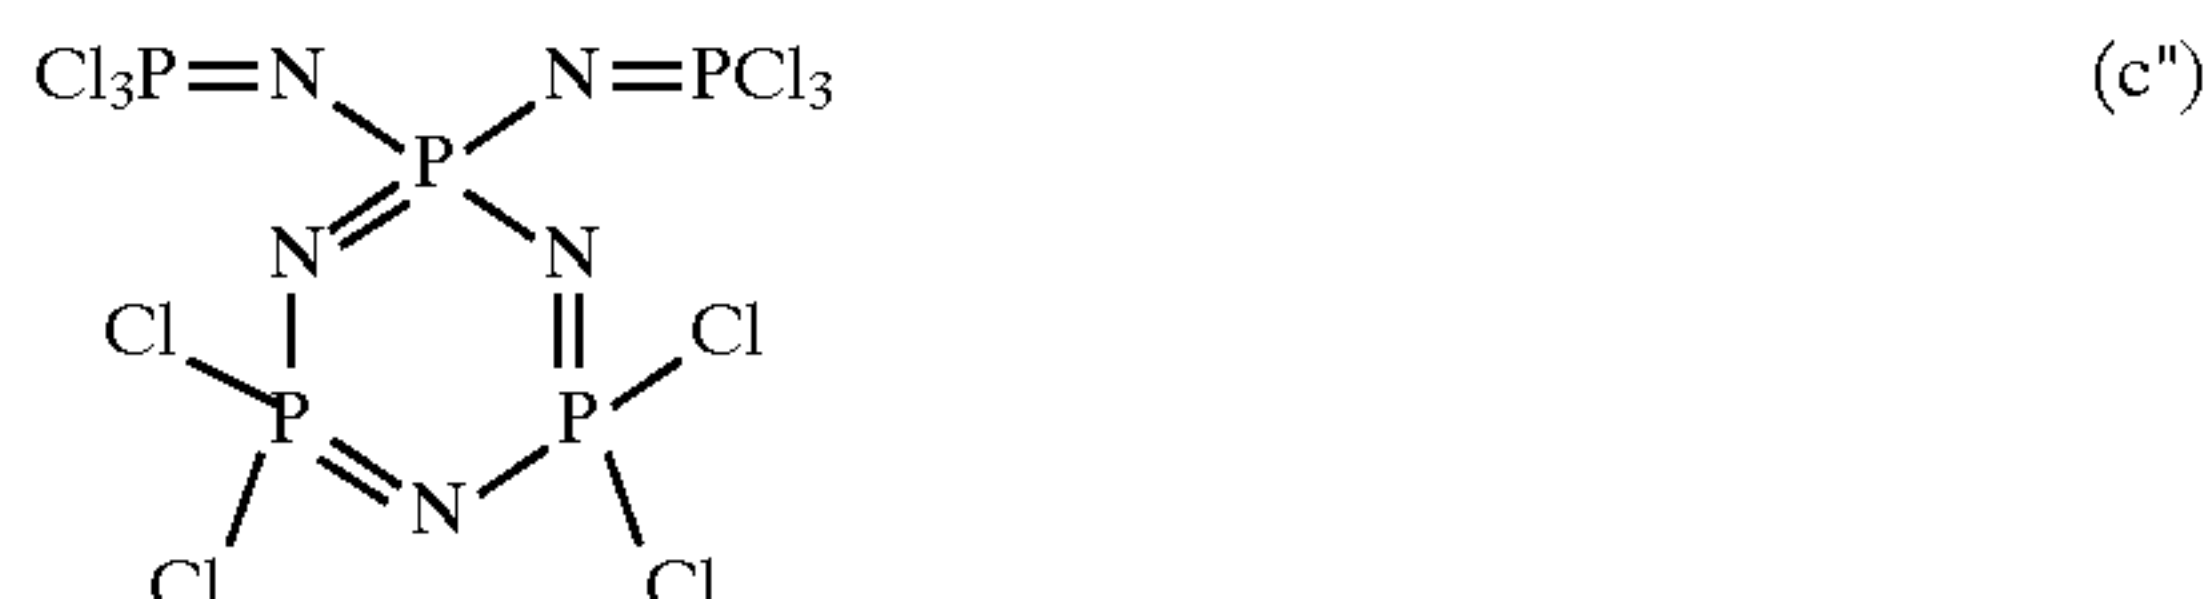 Cl₃P=N N=PCl₃ (c")
P
N N
Cl Cl
P P
N
Cl Cl